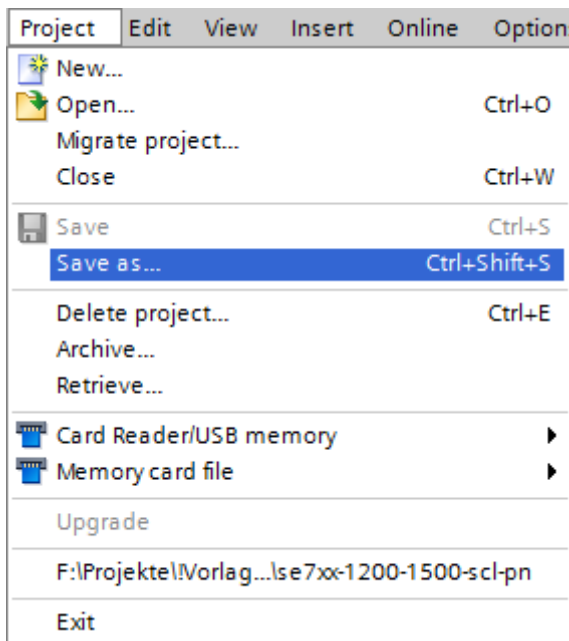 Project Edit View Insert Online Option
New...
Open... Ctrl+O
Migrate project...
Close Ctrl+W
Save Ctrl+S
Save as... Ctrl+Shift+S
Delete project... Ctrl+E
Archive...
Retrieve...
Card Reader/USB memory
Memory card file
Upgrade
F:\Projekte\!Vorlag...\se7xx-1200-1500-scl-pn
Exit